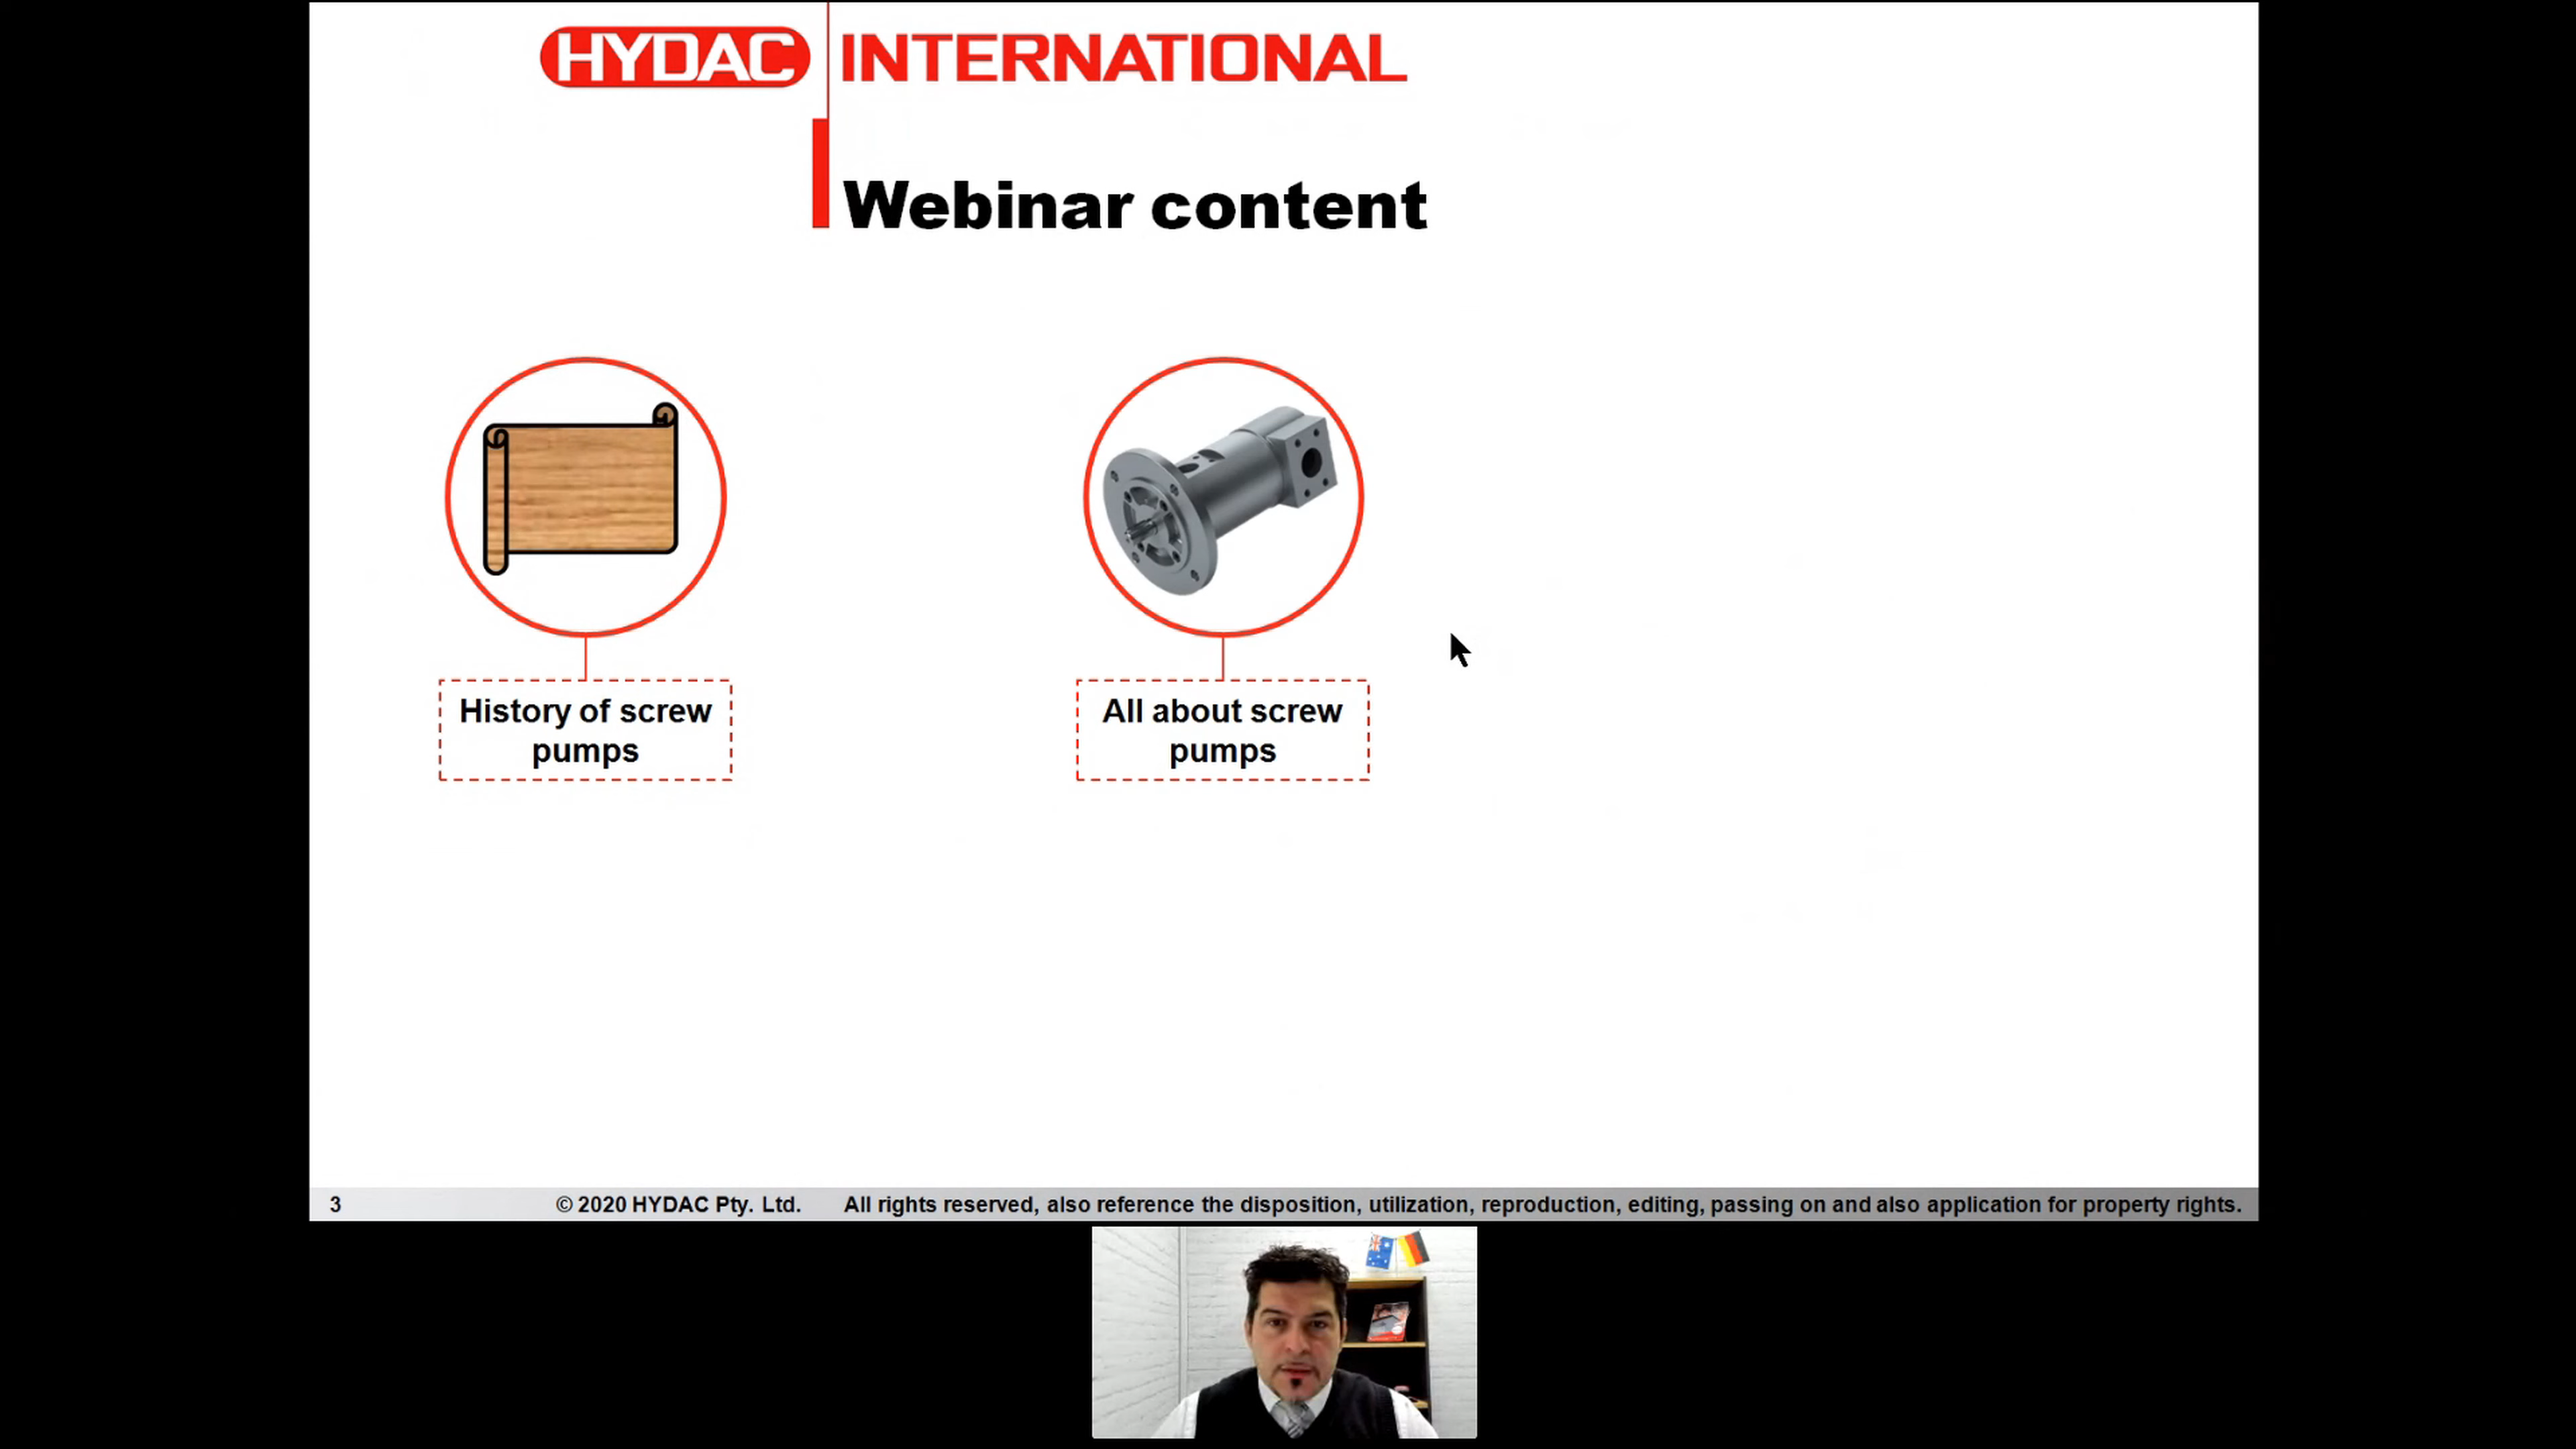 HYDAC INTERNATIONAL
Webinar content
History of screw
pumps
All about screw
pumps
3 © 2020 HYDAC Pty. Ltd. All rights reserved, also reference the disposition, utilization, reproduction, editing, passing on and also application for property rights.